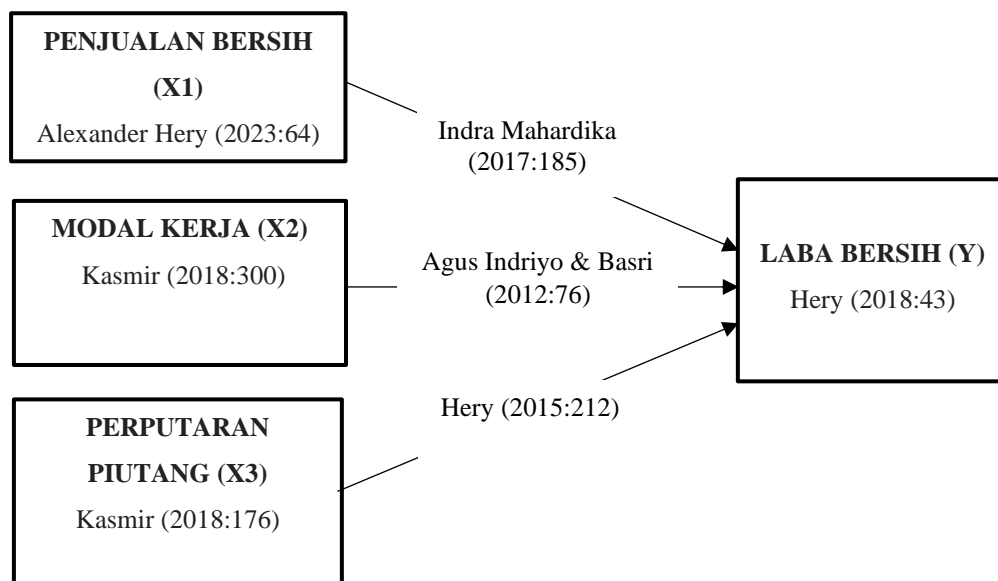 PENJUALAN BERSIH
(X1)
Alexander Hery (2023:64)
Indra Mahardika
(2017:185)
MODAL KERJA (X2)
Kasmir (2018:300)
Agus Indriyo & Basri
(2012:76)
LABA BERSIH (Y)
Hery (2018:43)
PERPUTARAN
PIUTANG (X3)
Kasmir (2018:176)
Hery (2015:212)